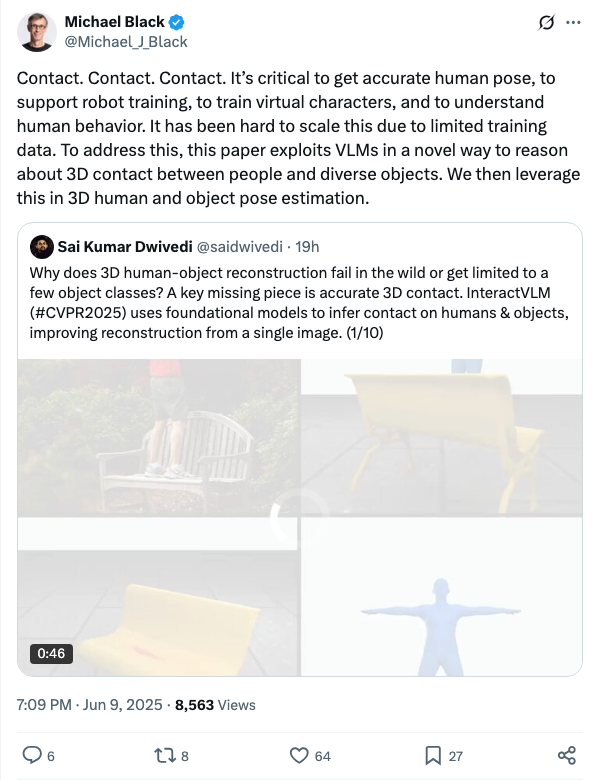 Michael Black
@Michael_J_Black
Contact. Contact. Contact. It’s critical to get accurate human pose, to
support robot training, to train virtual characters, and to understand
human behavior. It has been hard to scale this due to limited training
data. To address this, this paper exploits VLMs in a novel way to reason
about 3D contact between people and diverse objects. We then leverage
this in 3D human and object pose estimation.
Sai Kumar Dwivedi @saidwivedi · 19h
Why does 3D human-object reconstruction fail in the wild or get limited to a
few object classes? A key missing piece is accurate 3D contact. InteractVLM
(#CVPR2025) uses foundational models to infer contact on humans & objects,
improving reconstruction from a single image. (1/10)
0:46
7:09 PM · Jun 9, 2025 · 8,563 Views
6 8 64 27